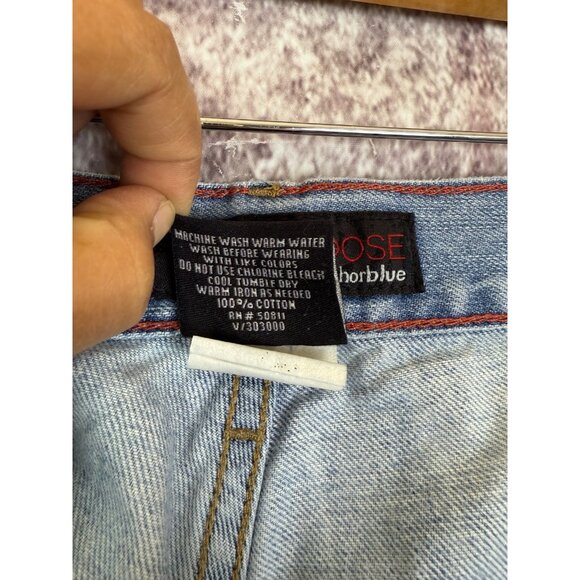 MACHINE WASH WARM WATER
WASH BEFORE WEARING
WITH LIKE COLORS
DO NOT USE CHLORINE BLEACH
COOL TUMBLE DRY
WARM IRON AS NEEDED
100% COTTON
RN# 50811
V/303000
OOSE
horblue